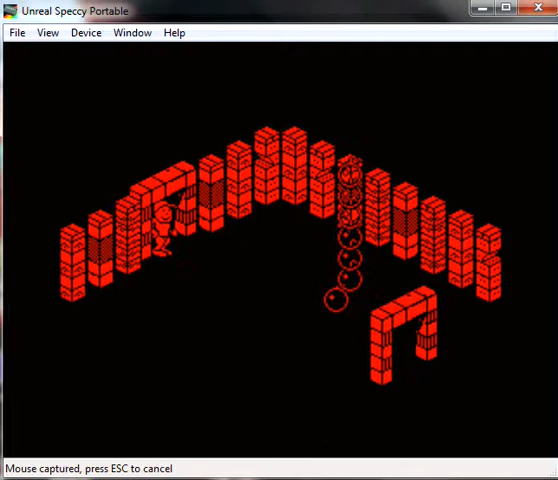 Unreal Speccy Portable
File View Device Window Help
Mouse captured, press ESC to cancel